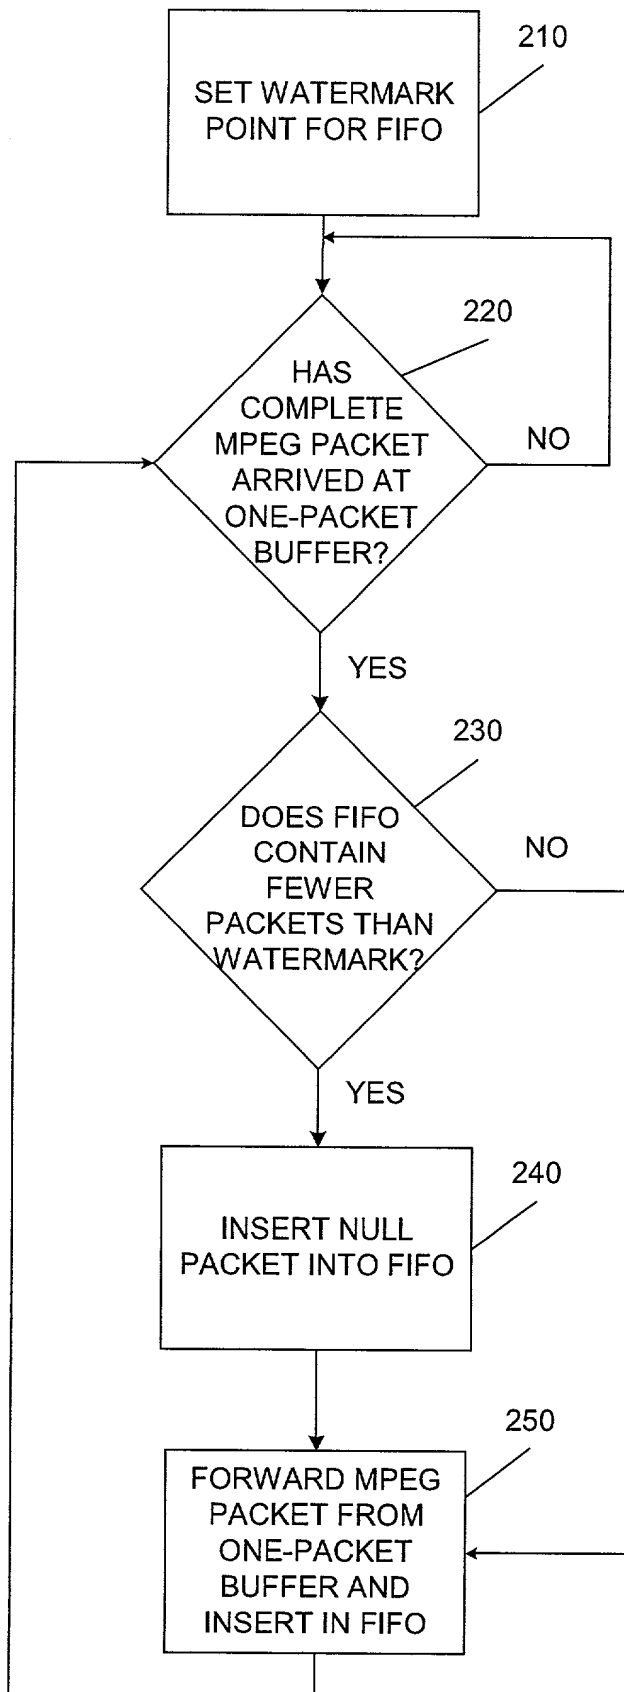 210
SET WATERMARK
POINT FOR FIFO
220
HAS
COMPLETE
MPEG PACKET
ARRIVED AT
ONE-PACKET
BUFFER?
NO
YES
230
DOES FIFO
CONTAIN
FEWER
PACKETS THAN
WATERMARK?
NO
YES
240
INSERT NULL
PACKET INTO FIFO
250
FORWARD MPEG
PACKET FROM
ONE-PACKET
BUFFER AND
INSERT IN FIFO